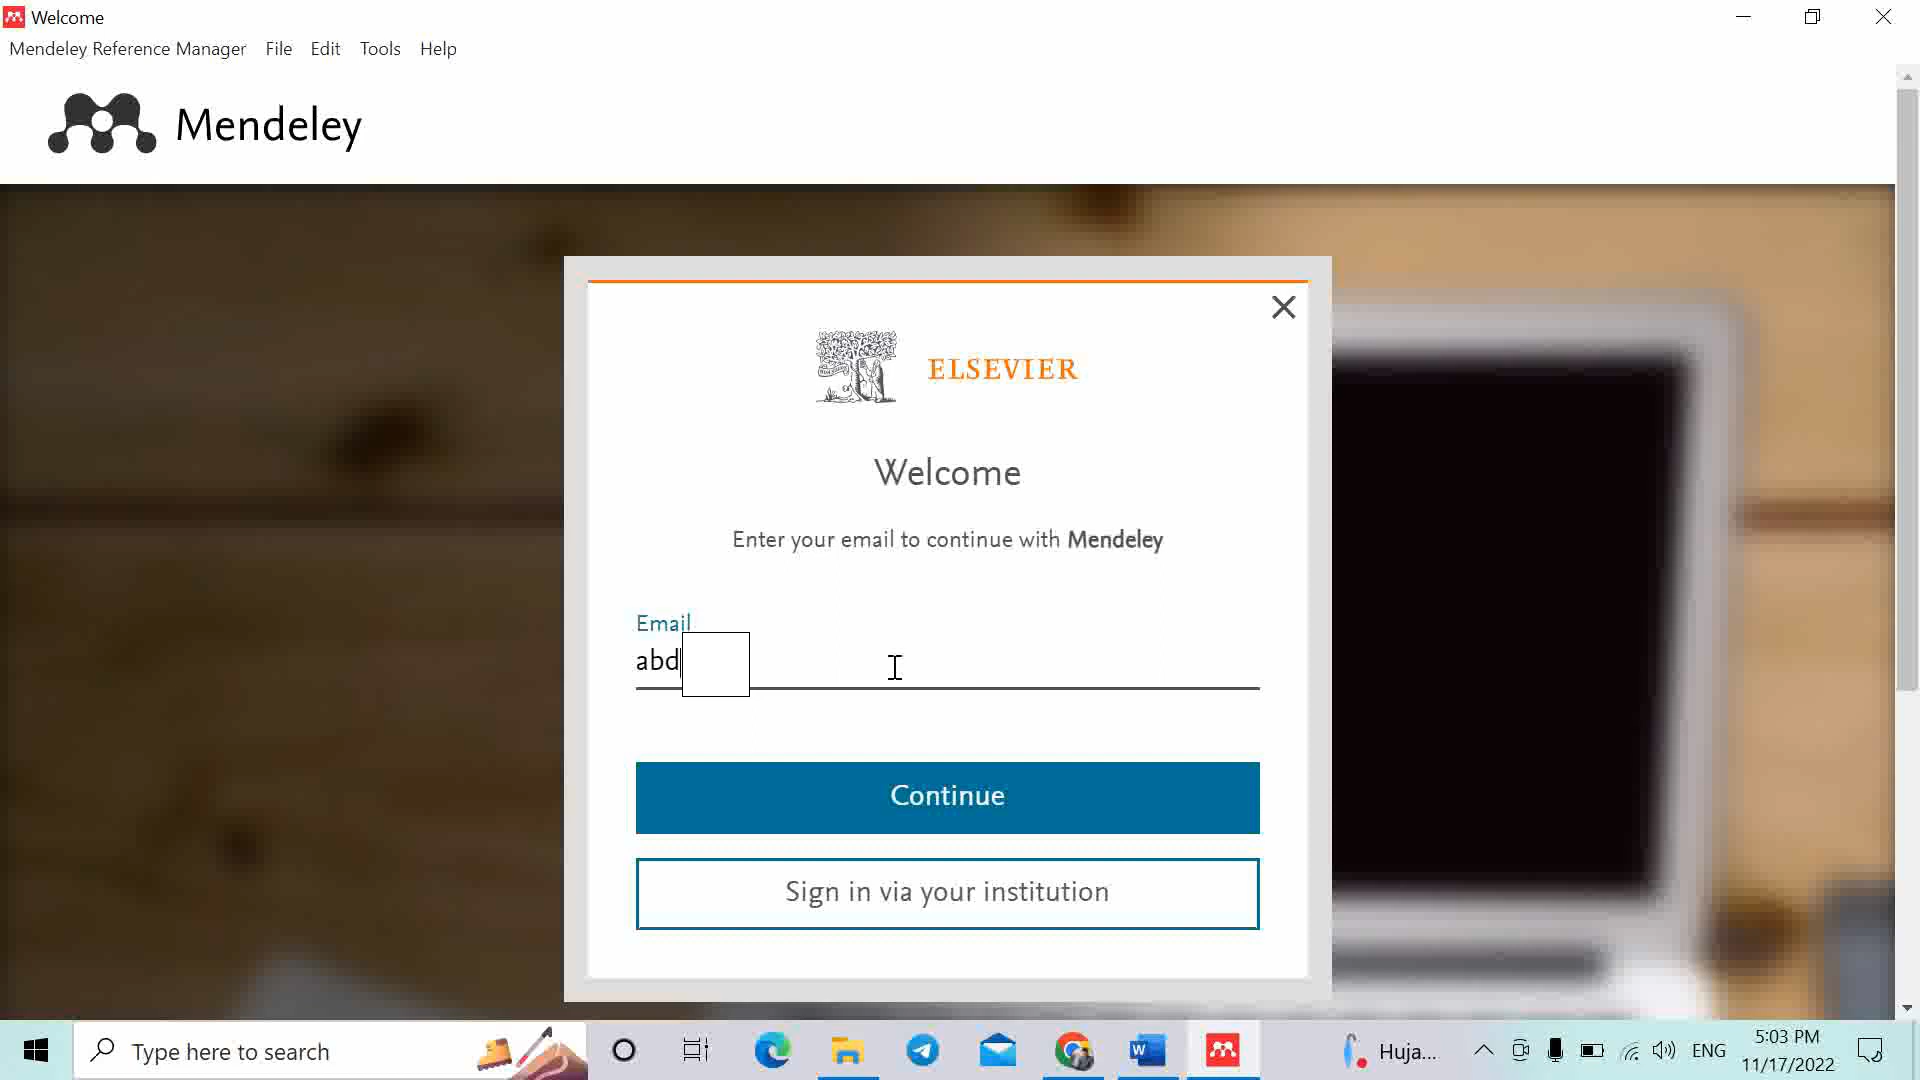 Welcome
Mendeley Reference Manager File Edit Tools Help
Mendeley
ELSEVIER
Welcome
Enter your email to continue with Mendeley
Email
abd
Continue
Sign in via your institution
Type here to search
W
Huja...
ENG
5:03 PM
11/17/2022